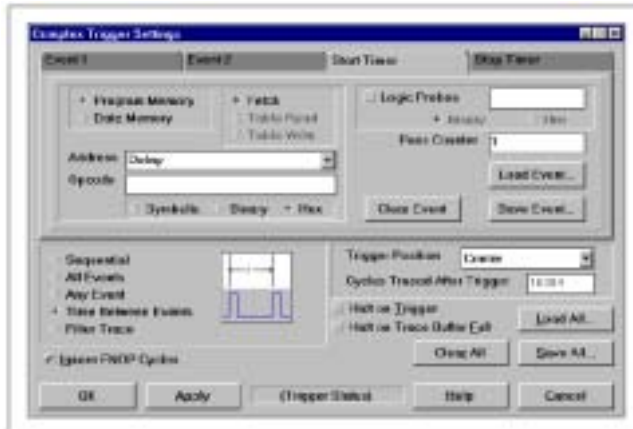 Complex Trigger Settings
Event 1
Event 2
Start Timer
Stop Timer
Program Memory
Data Memory
Fetch
Table Read
Table Write
Logic Probes
Binary
Hex
Pass Counter 1
Address Delay
Opcode
Symbolic Binary Hex
Load Event...
Clear Event
Save Event...
Sequential
All Events
Any Event
Time Between Events
Filter Trace
Trigger Position Center
Cycles Traced After Trigger
Halt on Trigger
Halt on Trace Buffer Full
Load All...
Ignore FNOP Cycles
Clear All
Save All...
OK
Apply
(Trigger Status)
Help
Cancel